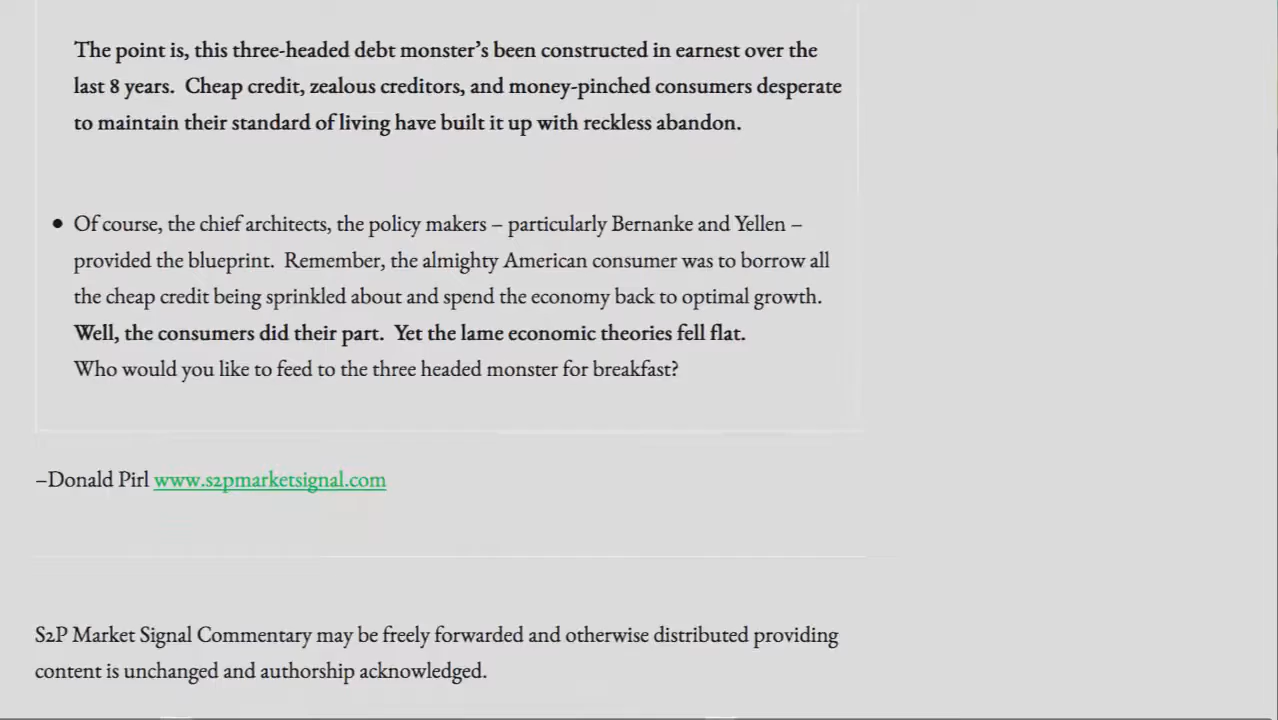 The point is, this three-headed debt monster’s been constructed in earnest over the
last 8 years.  Cheap credit, zealous creditors, and money-pinched consumers desperate
to maintain their standard of living have built it up with reckless abandon.
• Of course, the chief architects, the policy makers – particularly Bernanke and Yellen –
provided the blueprint.  Remember, the almighty American consumer was to borrow all
the cheap credit being sprinkled about and spend the economy back to optimal growth.
Well, the consumers did their part.  Yet the lame economic theories fell flat.
Who would you like to feed to the three headed monster for breakfast?
–Donald Pirl www.s2pmarketsignal.com
S2P Market Signal Commentary may be freely forwarded and otherwise distributed providing
content is unchanged and authorship acknowledged.